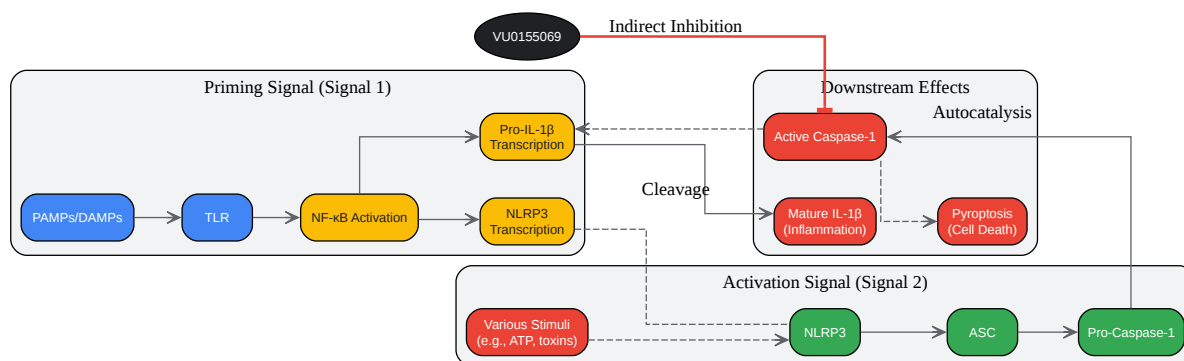 VU0155069
Indirect Inhibition
Priming Signal (Signal 1)
Downstream Effects
Autocatalysis
Pro-IL-1β
Transcription
Active Caspase-1
Cleavage
PAMPs/DAMPs
TLR
NF-κB Activation
NLRP3
Transcription
Mature IL-1β
(Inflammation)
Pyroptosis
(Cell Death)
Activation Signal (Signal 2)
Various Stimuli
(e.g., ATP, toxins)
NLRP3
ASC
Pro-Caspase-1